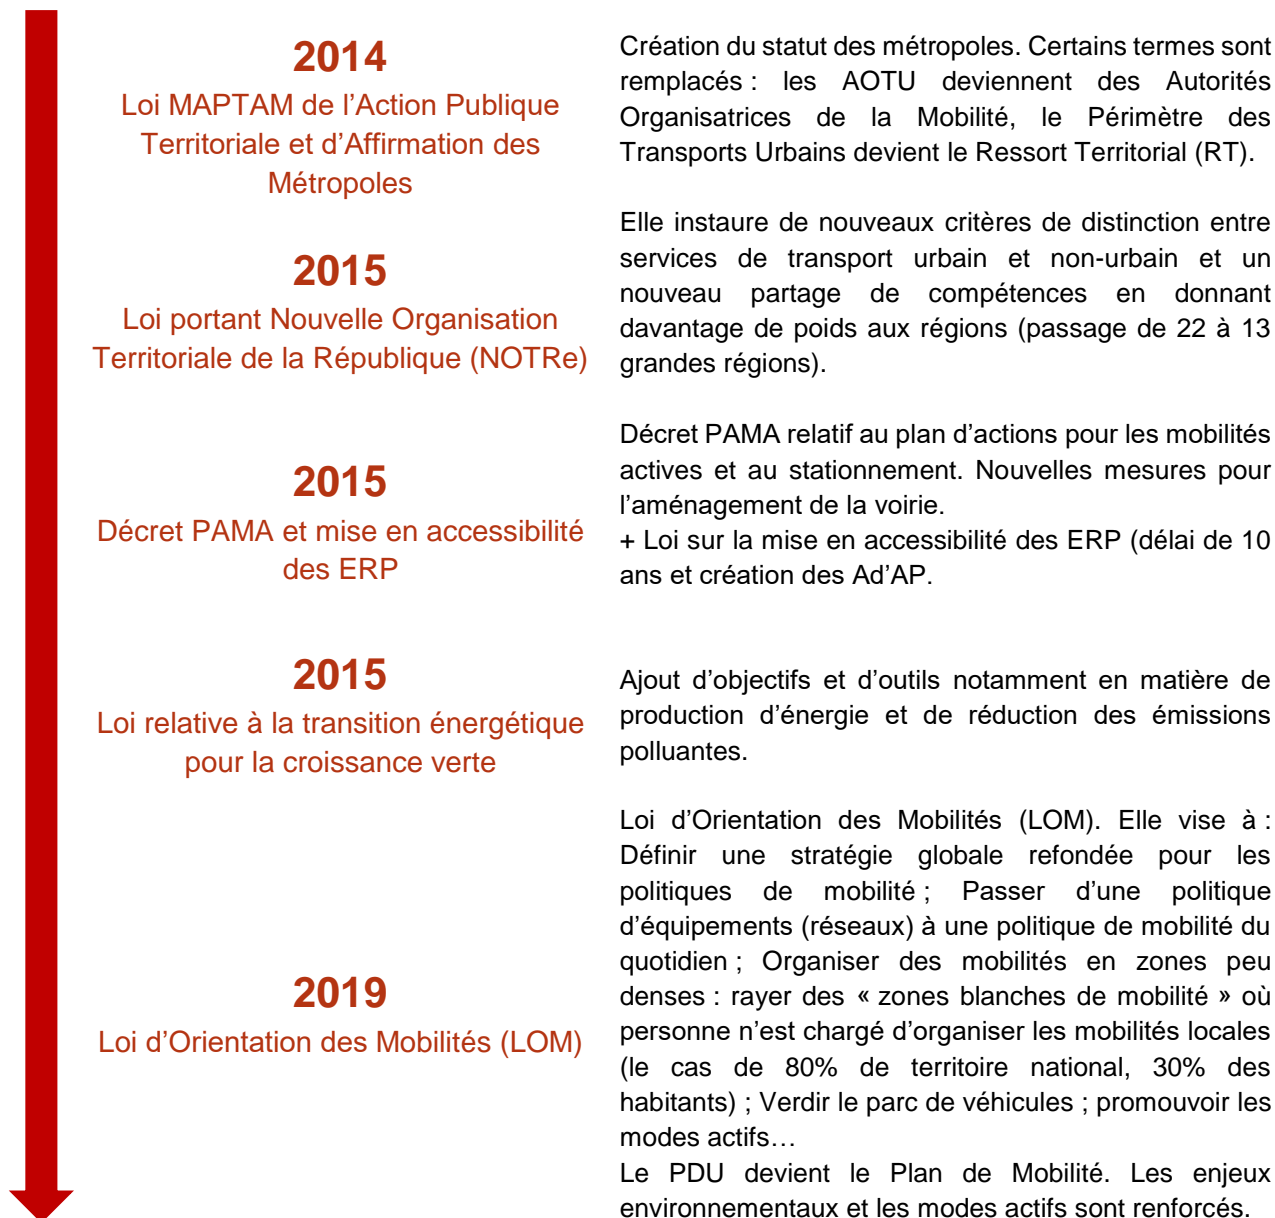 2014
Loi MAPTAM de l’Action Publique
Territoriale et d’Affirmation des
Métropoles
Création du statut des métropoles. Certains termes sont
remplacés : les AOTU deviennent des Autorités
Organisatrices de la Mobilité, le Périmètre des
Transports Urbains devient le Ressort Territorial (RT).
2015
Loi portant Nouvelle Organisation
Territoriale de la République (NOTRe)
Elle instaure de nouveaux critères de distinction entre
services de transport urbain et non-urbain et un
nouveau partage de compétences en donnant
davantage de poids aux régions (passage de 22 à 13
grandes régions).
2015
Décret PAMA et mise en accessibilité
des ERP
Décret PAMA relatif au plan d’actions pour les mobilités
actives et au stationnement. Nouvelles mesures pour
l’aménagement de la voirie.
+ Loi sur la mise en accessibilité des ERP (délai de 10
ans et création des Ad’AP.
2015
Loi relative à la transition énergétique
pour la croissance verte
Ajout d’objectifs et d’outils notamment en matière de
production d’énergie et de réduction des émissions
polluantes.
2019
Loi d’Orientation des Mobilités (LOM)
Loi d’Orientation des Mobilités (LOM). Elle vise à :
Définir une stratégie globale refondée pour les
politiques de mobilité ; Passer d’une politique
d’équipements (réseaux) à une politique de mobilité du
quotidien ; Organiser des mobilités en zones peu
denses : rayer des « zones blanches de mobilité » où
personne n’est chargé d’organiser les mobilités locales
(le cas de 80% de territoire national, 30% des
habitants) ; Verdir le parc de véhicules ; promouvoir les
modes actifs…
Le PDU devient le Plan de Mobilité. Les enjeux
environnementaux et les modes actifs sont renforcés.